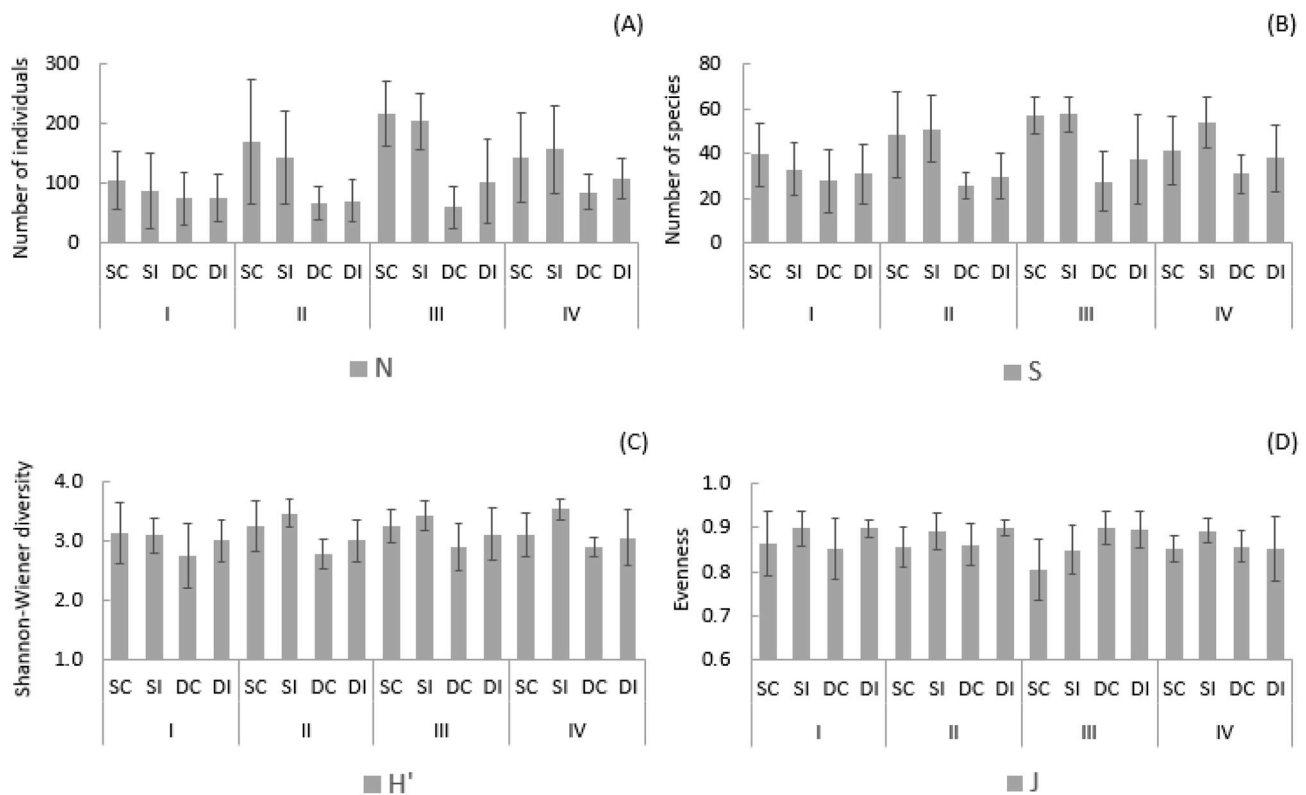 (A)
Number of individuals
300
200
100
0
SC SI DC DI SC SI DC DI SC SI DC DI SC SI DC DI
I II III IV
N
(B)
Number of species
80
60
40
20
0
SC SI DC DI SC SI DC DI SC SI DC DI SC SI DC DI
I II III IV
S
(C)
Shannon-Wiener diversity
4.0
3.0
2.0
1.0
SC SI DC DI SC SI DC DI SC SI DC DI SC SI DC DI
I II III IV
H'
(D)
Evenness
1.0
0.9
0.8
0.7
0.6
SC SI DC DI SC SI DC DI SC SI DC DI SC SI DC DI
I II III IV
J